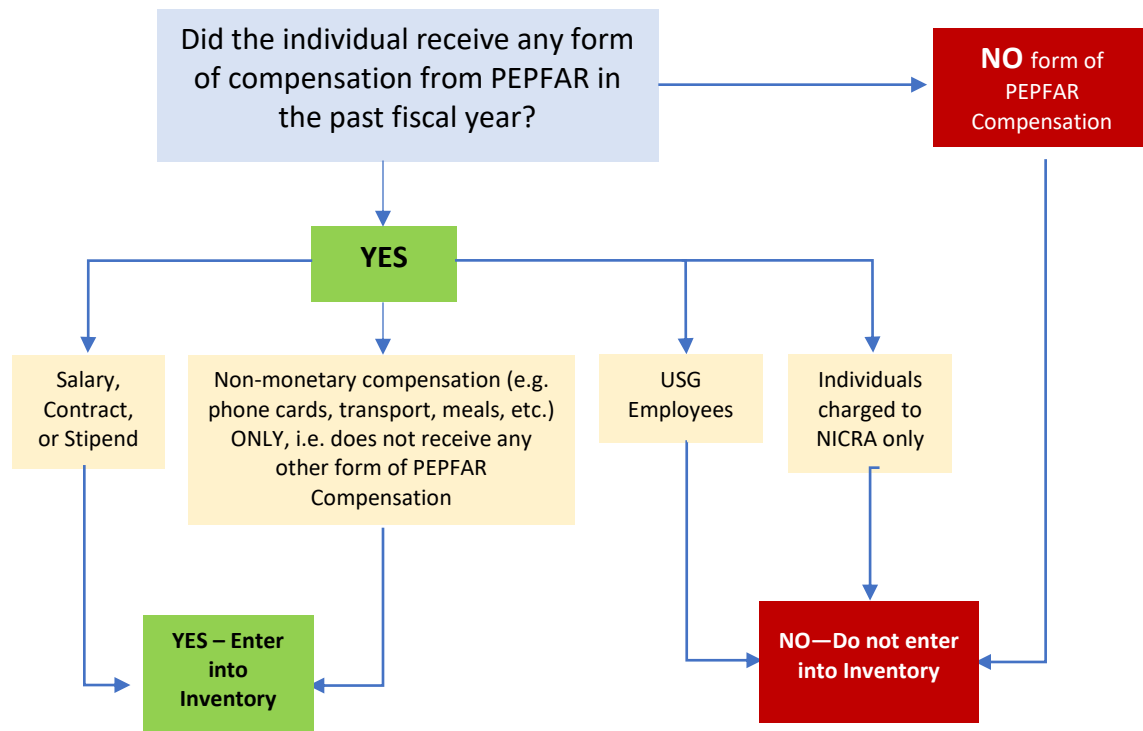 Did the individual receive any form
of compensation from PEPFAR in
the past fiscal year?
NO form of
PEPFAR
Compensation
YES
Salary,
Contract,
or Stipend
Non-monetary compensation (e.g.
phone cards, transport, meals, etc.)
ONLY, i.e. does not receive any
other form of PEPFAR
Compensation
USG
Employees
Individuals
charged to
NICRA only
YES – Enter
into
Inventory
NO—Do not enter
into Inventory